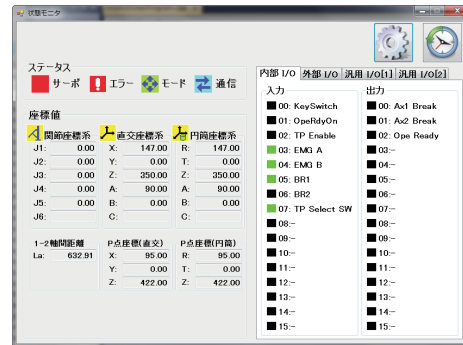 状態モニタ
ステータス
サーボ エラー モード 通信
座標値
関節座標系 直交座標系 円筒座標系
J1: 0.00 X: 147.00 R: 147.00
J2: 0.00 Y: 0.00 T: 0.00
J3: 0.00 Z: 350.00 Z: 350.00
J4: 0.00 A: 90.00 A: 90.00
J5: 0.00 B: 0.00 B: 0.00
J6: C: C:
1-2軸間距離 P点座標(直交) P点座標(円筒)
La: 632.91 X: 95.00 R: 95.00
Y: 0.00 T: 0.00
Z: 422.00 Z: 422.00
内部 I/O 外部 I/O 汎用 I/O[1] 汎用 I/O[2]
入力
00: KeySwitch
01: OpeRdyOn
02: TP Enable
03: EMG A
04: EMG B
05: BR1
06: BR2
07: TP Select SW
08:-
09:-
10:-
11:-
12:-
13:-
14:-
15:-
出力
00: Ax1 Break
01: Ax2 Break
02: Ope Ready
03:-
04:-
05:-
06:-
07:-
08:-
09:-
10:-
11:-
12:-
13:-
14:-
15:-